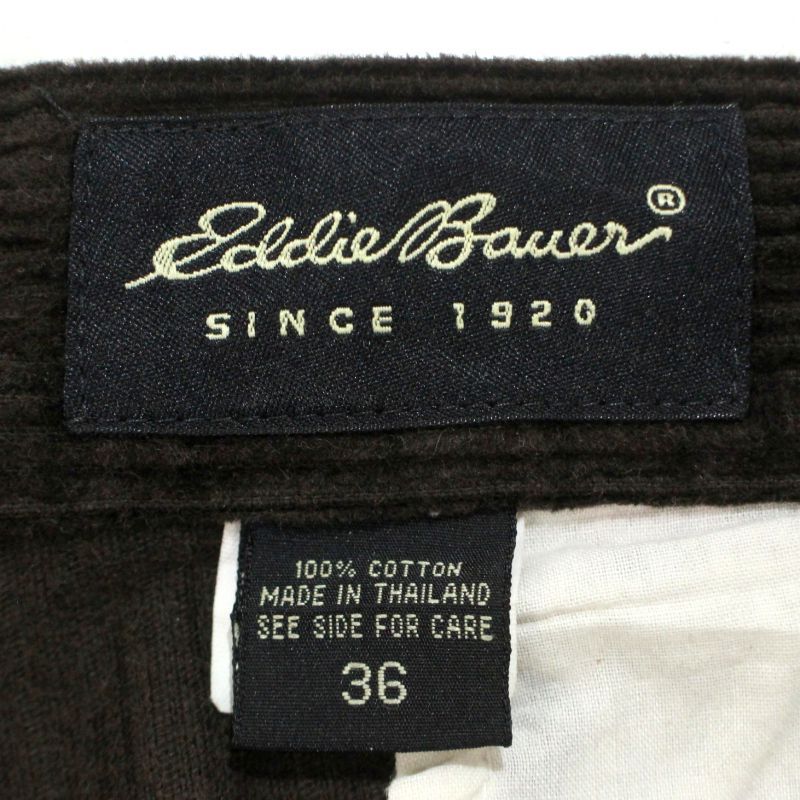 Eddie Bauer®
SINCE 1920
100% COTTON
MADE IN THAILAND
SEE SIDE FOR CARE
36